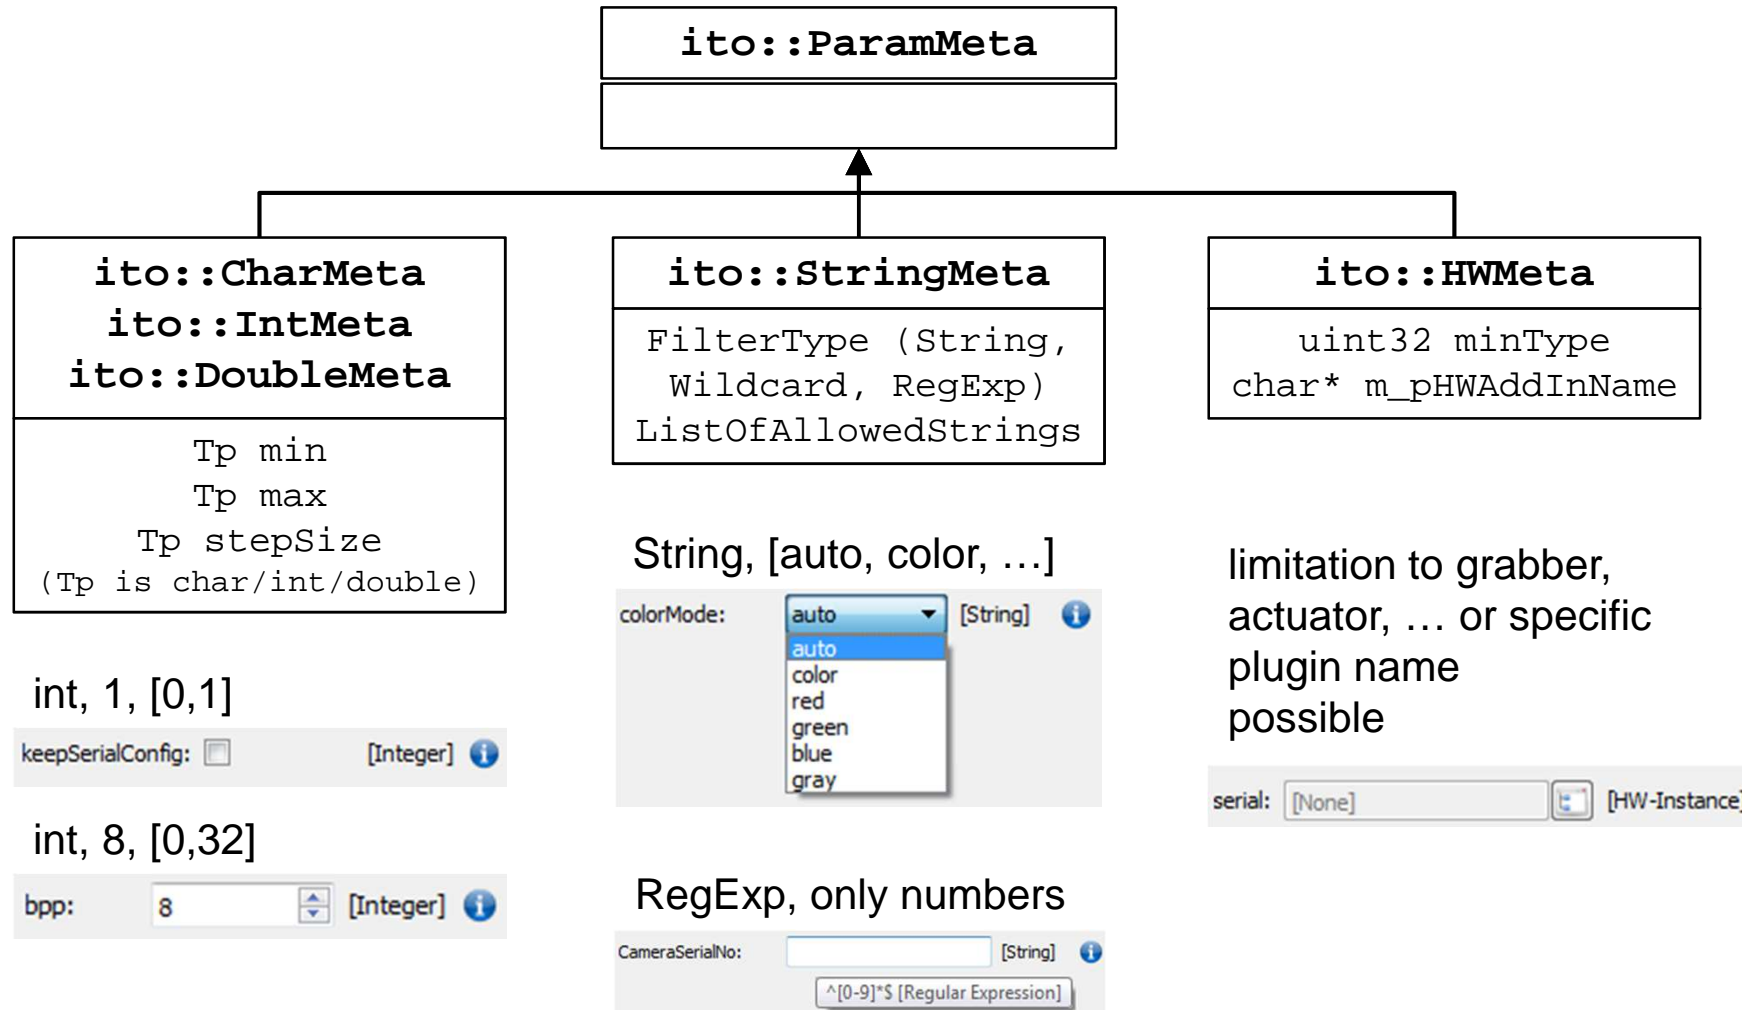 ito::ParamMeta
ito::CharMeta
ito::IntMeta
ito::DoubleMeta
Tp min
Tp max
Tp stepSize
(Tp is char/int/double)
int, 1, [0,1]
keepSerialConfig: [Integer]
int, 8, [0,32]
bpp: 8 [Integer]
ito::StringMeta
FilterType (String,
Wildcard, RegExp)
ListOfAllowedStrings
String, [auto, color, …]
colorMode: auto [String]
auto
color
red
green
blue
gray
RegExp, only numbers
CameraSerialNo: [String]
^[0-9]*$ [Regular Expression]
ito::HWMeta
uint32 minType
char* m_pHWAddInName
limitation to grabber,
actuator, … or specific
plugin name
possible
serial: [None] [HW-Instance]